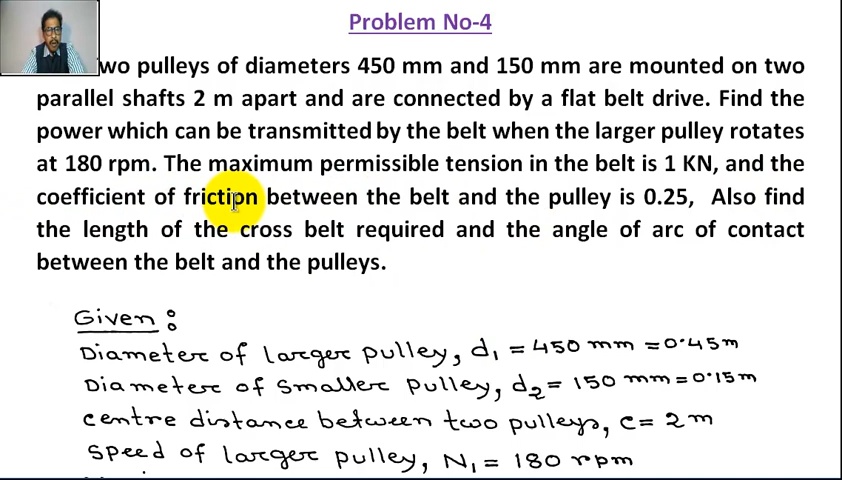 Problem No-4
wo pulleys of diameters 450 mm and 150 mm are mounted on two
parallel shafts 2 m apart and are connected by a flat belt drive. Find the
power which can be transmitted by the belt when the larger pulley rotates
at 180 rpm. The maximum permissible tension in the belt is 1 KN, and the
coefficient of friction between the belt and the pulley is 0.25, Also find
the length of the cross belt required and the angle of arc of contact
between the belt and the pulleys.
Given :
Diameter of larger pulley, d1 = 450 mm = 0.45m
Diameter of smaller pulley, d2 = 150 mm = 0.15m
centre distance between two pulleys, c = 2 m
speed of larger pulley, N1 = 180 rpm